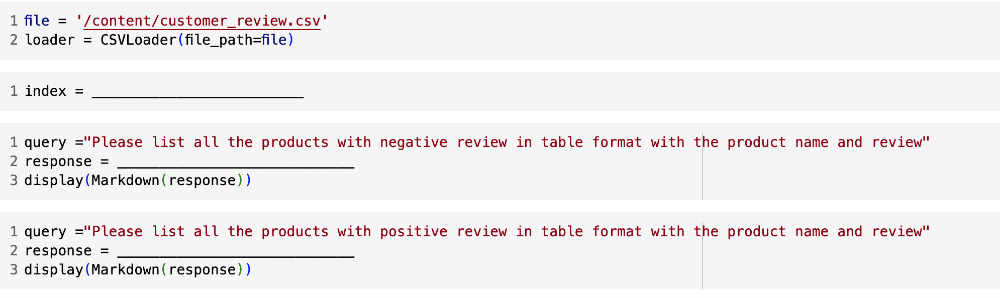 1 file = '/content/customer_review.csv'
2 loader = CSVLoader(file_path=file)
1 index = _________________________
1 query ="Please list all the products with negative review in table format with the product name and review"
2 response = ____________________________
3 display(Markdown(response))
1 query ="Please list all the products with positive review in table format with the product name and review"
2 response = ____________________________
3 display(Markdown(response))